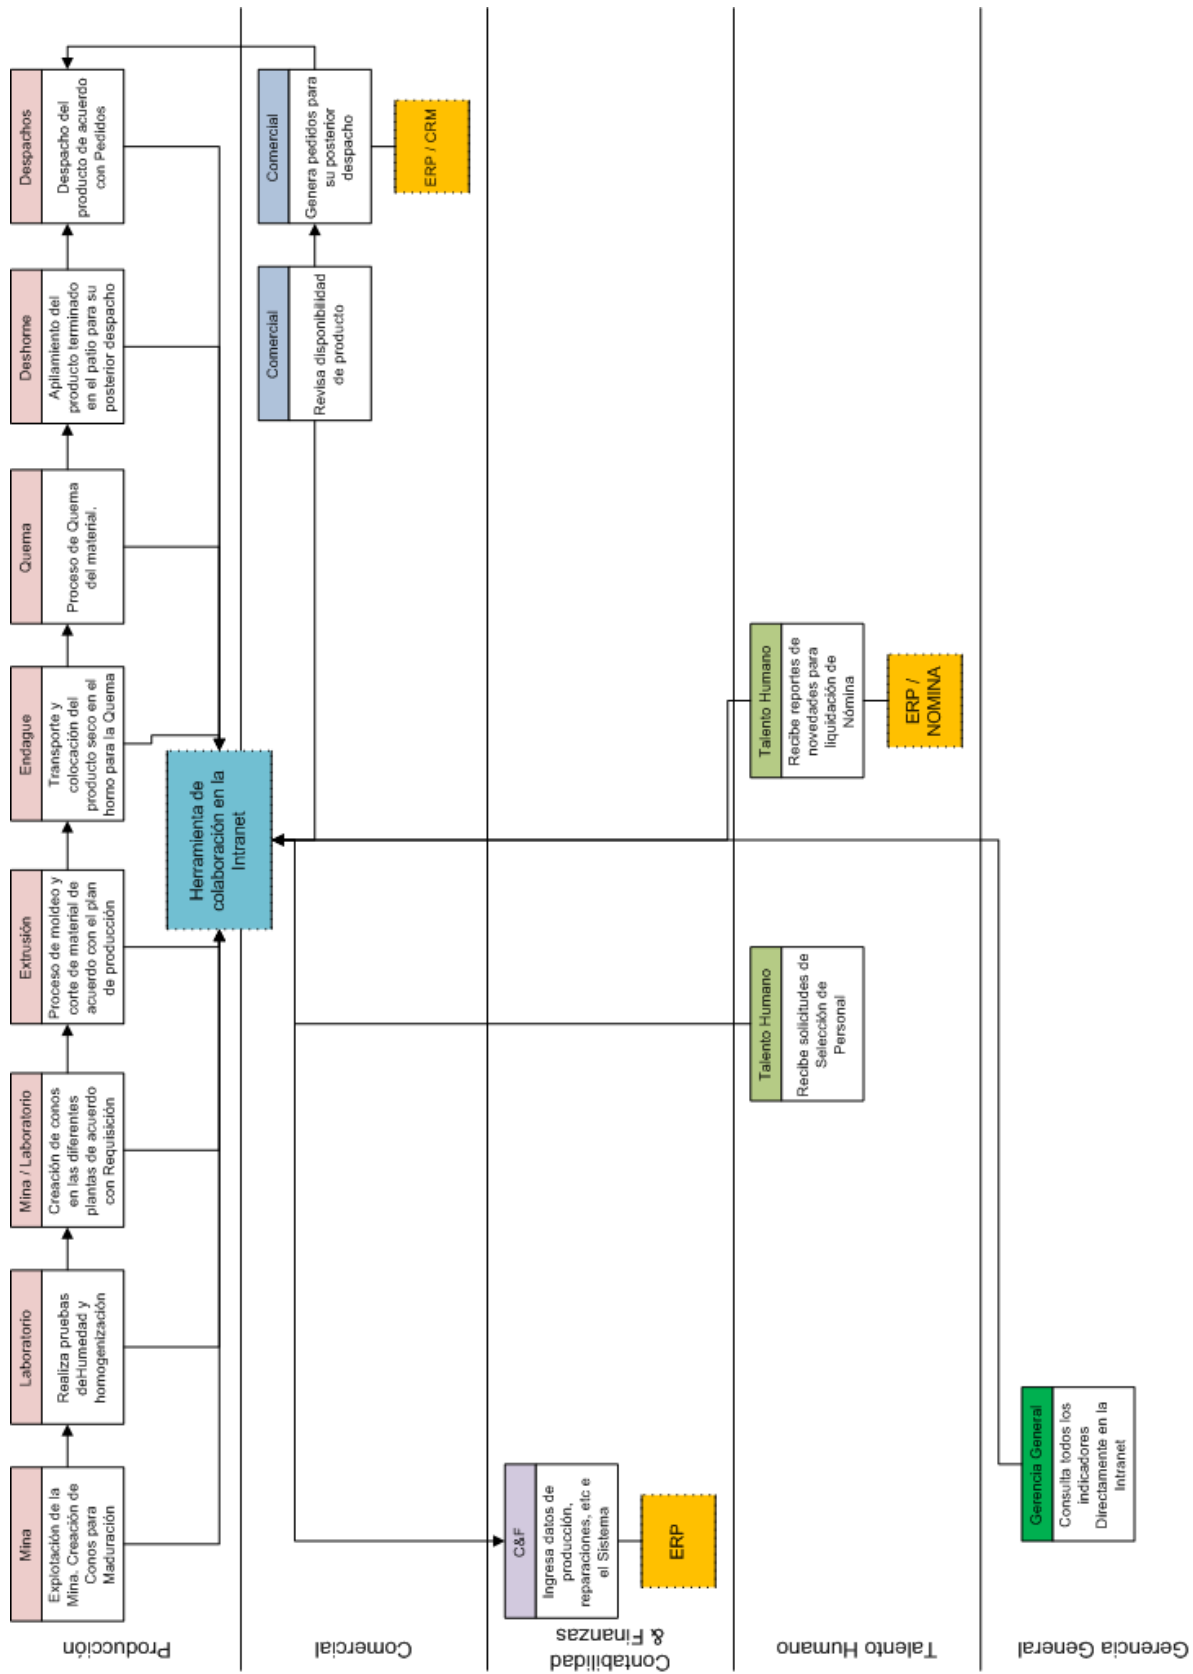 Producción
Mina
Explotación de la
Mina. Creación de
Conos para
Maduración
Laboratorio
Realiza pruebas
deHumedad y
homogenización
Mina / Laboratorio
Creación de conos
en las diferentes
plantas de acuerdo
con Requisición
Extrusión
Proceso de moldeo y
corte de material de
acuerdo con el plan
de producción
Endague
Transporte y
colocación del
producto seco en el
horno para la Quema
Quema
Proceso de Quema
del material.
Deshorne
Apilamiento del
producto terminado
en el patio para su
posterior despacho
Despachos
Despacho del
producto de acuerdo
con Pedidos
Herramienta de
colaboración en la
Intranet
Comercial
Comercial
Revisa disponibilidad
de producto
Comercial
Genera pedidos para
su posterior
despacho
ERP / CRM
Contabilidad
& Finanzas
C&F
Ingresa datos de
producción,
reparaciones, etc e
el Sistema
ERP
Talento Humano
Talento Humano
Recibe solicitudes de
Selección de
Personal
Talento Humano
Recibe reportes de
novedades para
liquidación de
Nómina
ERP /
NOMINA
Gerencia General
Gerencia General
Consulta todos los
indicadores
Directamente en la
Intranet